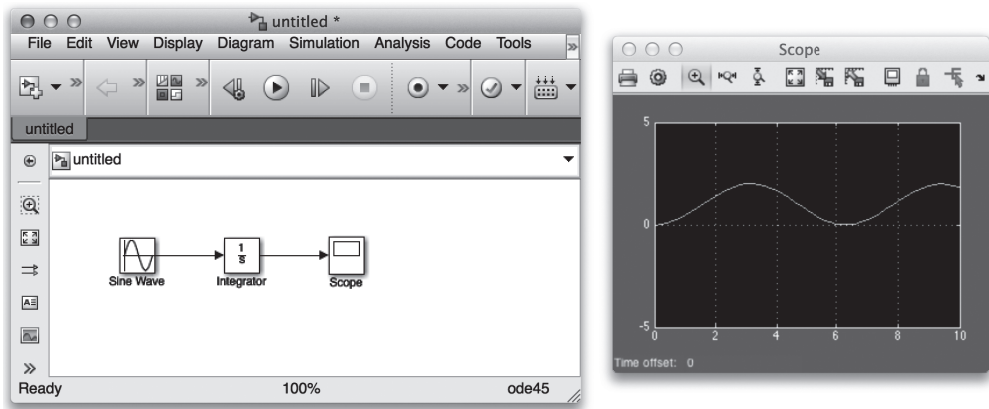 untitled *
File Edit View Display Diagram Simulation Analysis Code Tools »
» » » »
untitled
untitled
1
s
Sine Wave Integrator Scope
»
Ready 100% ode45
Scope
5
0
-5
0 2 4 6 8 10
Time offset: 0